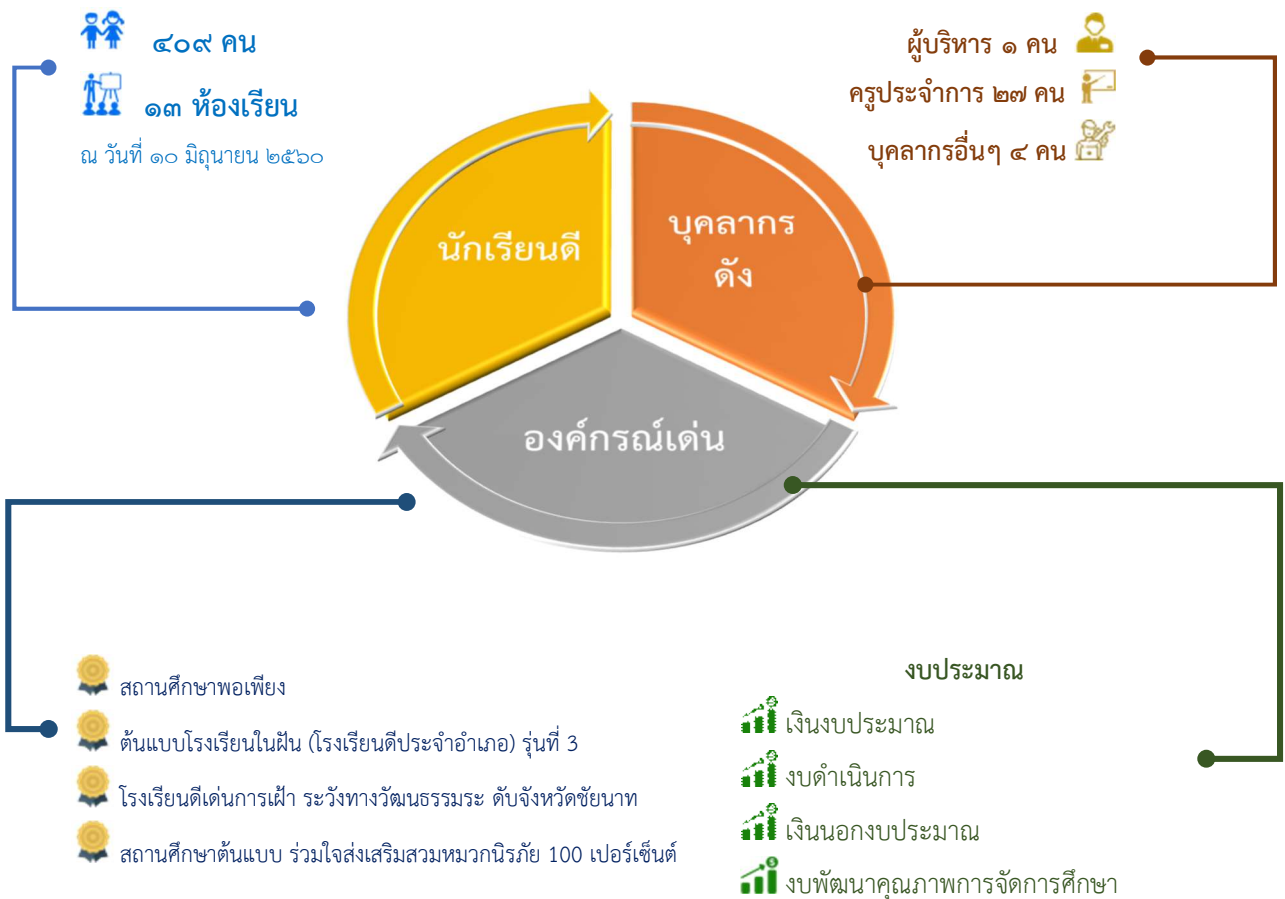 ๔๐๙ คน
๑๓ ห้องเรียน
ณ วันที่ ๑๐ มิถุนายน ๒๕๖๐
ผู้บริหาร ๑ คน
ครูประจำการ ๒๗ คน
บุคลากรอื่นๆ ๔ คน
นักเรียนดี
บุคลากร
ดัง
องค์กรณ์เด่น
สถานศึกษาพอเพียง
ต้นแบบโรงเรียนในฝัน (โรงเรียนดีประจำอำเภอ) รุ่นที่ 3
โรงเรียนดีเด่นการเฝ้า ระวังทางวัฒนธรรมระ ดับจังหวัดชัยนาท
สถานศึกษาต้นแบบ ร่วมใจส่งเสริมสวมหมวกนิรภัย 100 เปอร์เซ็นต์
งบประมาณ
เงินงบประมาณ
งบดำเนินการ
เงินนอกงบประมาณ
งบพัฒนาคุณภาพการจัดการศึกษา